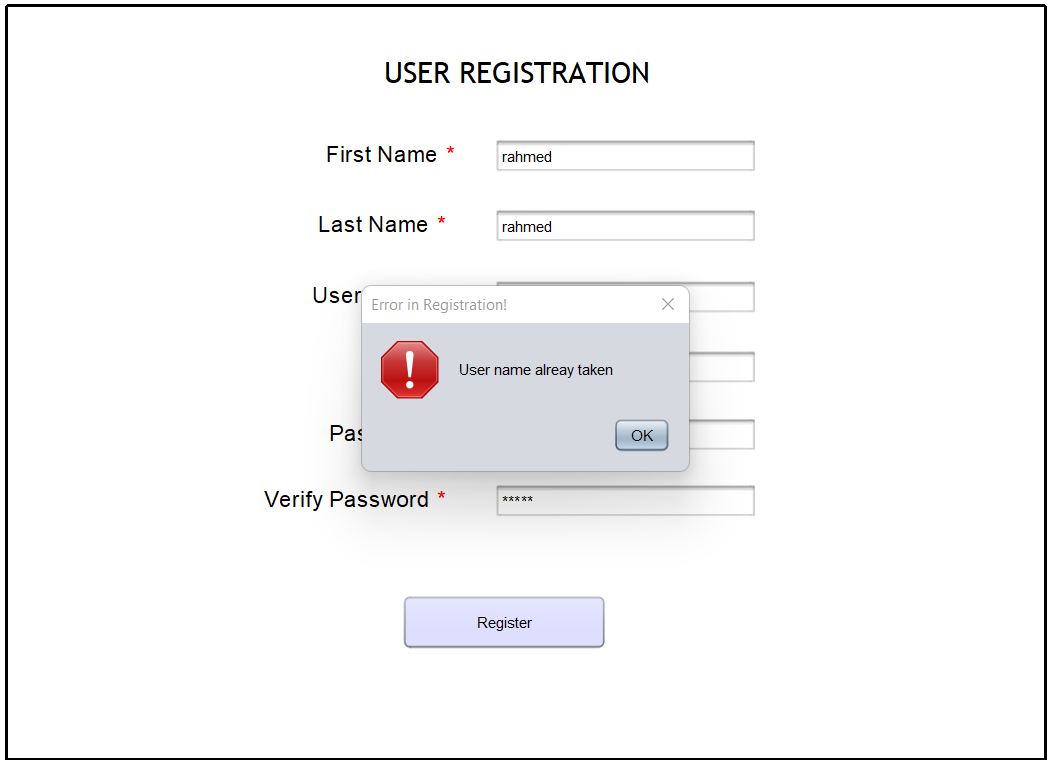 USER REGISTRATION
First Name *
rahmed
Last Name *
rahmed
User
Error in Registration!
User name alreay taken
OK
Verify Password *
*****
Register